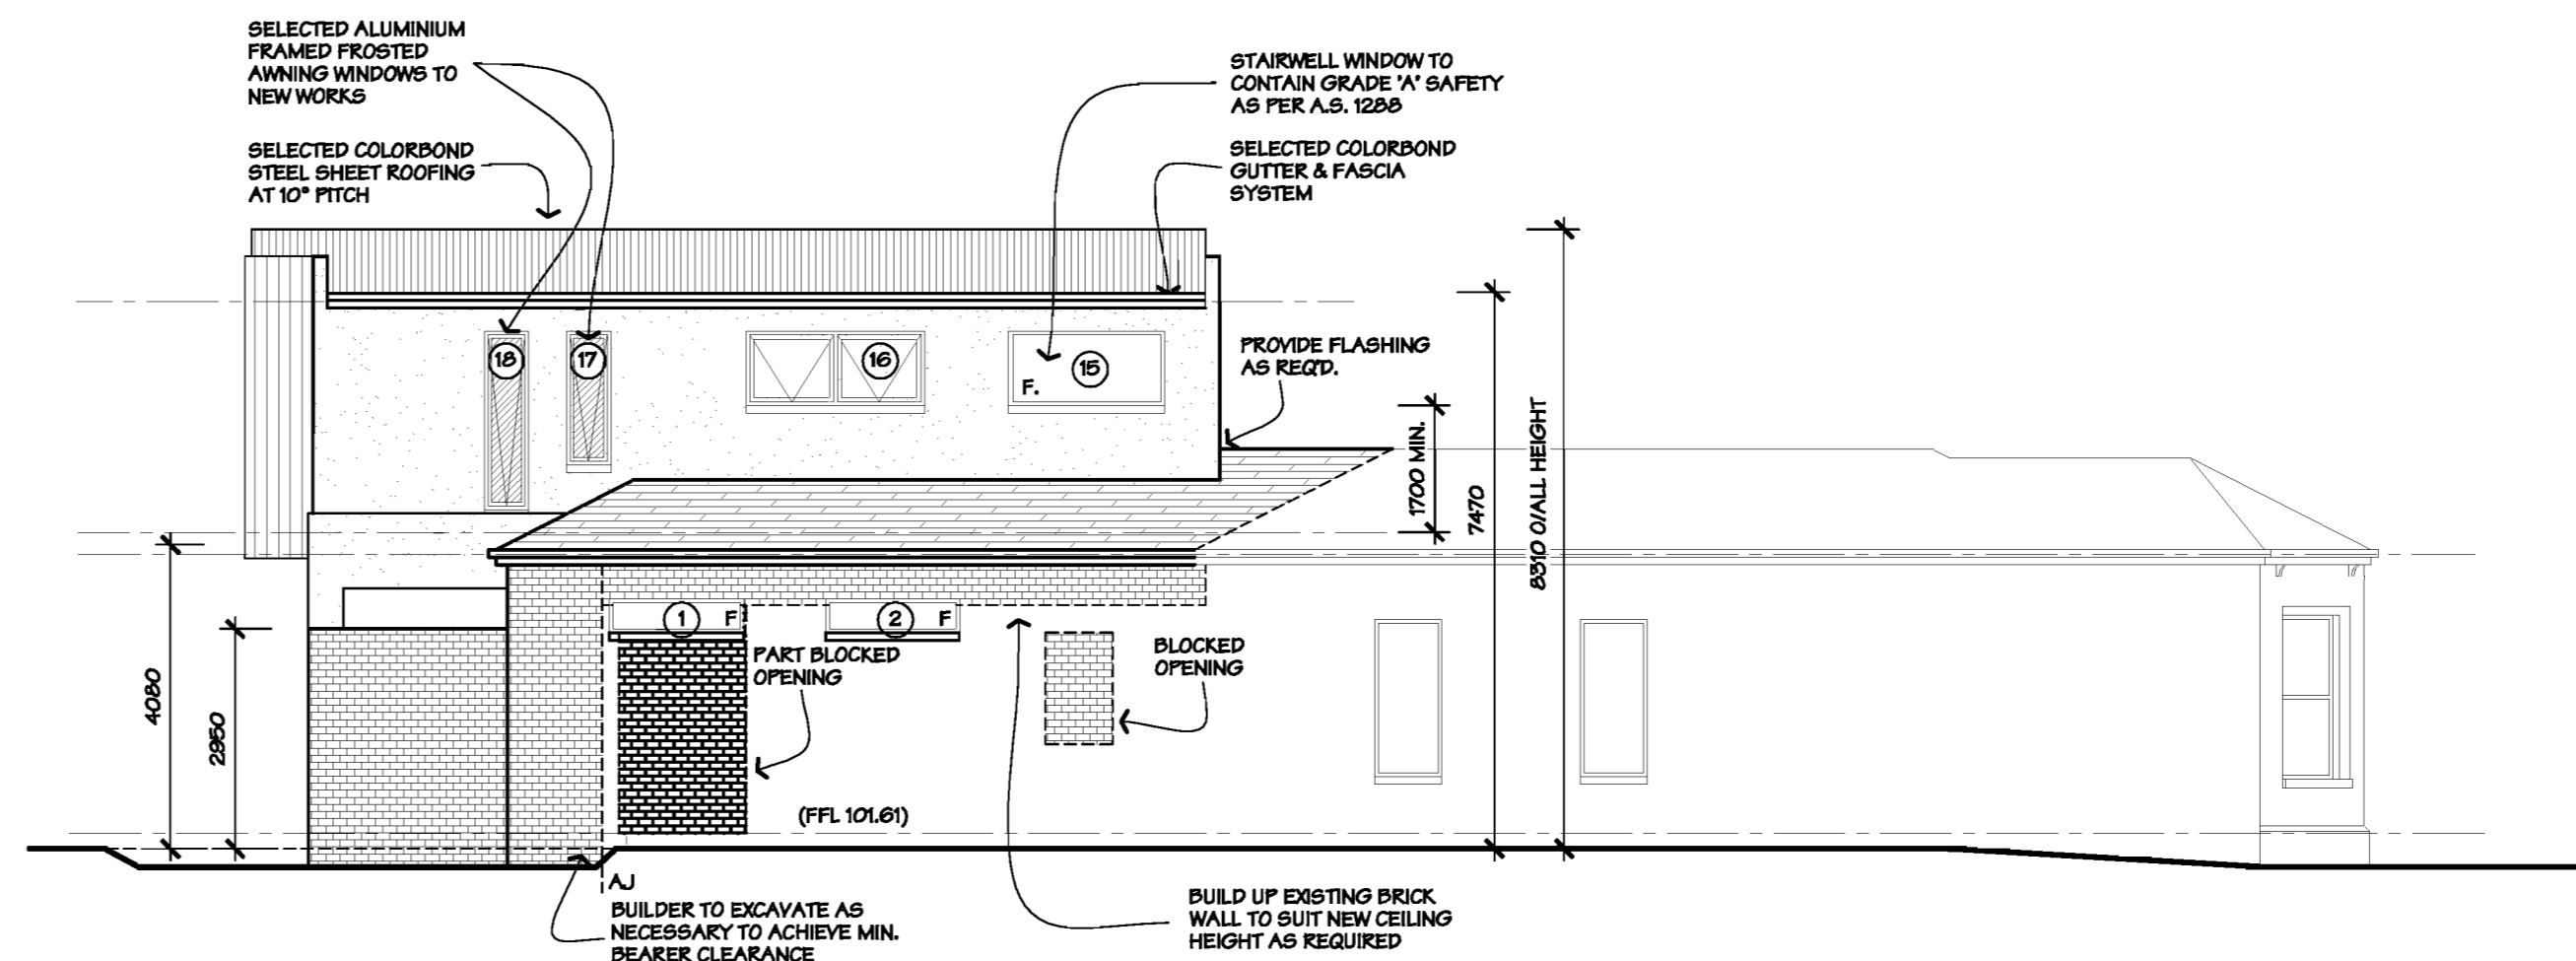 SELECTED ALUMINIUM
FRAMED FROSTED
AWNING WINDOWS TO
NEW WORKS
SELECTED COLORBOND
STEEL SHEET ROOFING
AT 10° PITCH
STAIRWELL WINDOW TO
CONTAIN GRADE 'A' SAFETY
AS PER A.S. 1288
SELECTED COLORBOND
GUTTER & FASCIA
SYSTEM
18
17
16
15
F.
PROVIDE FLASHING
AS REQ'D.
1700 MIN.
7470
8310 O/ALL HEIGHT
4080
2950
1
F
2
F
PART BLOCKED
OPENING
BLOCKED
OPENING
(FFL 101.61)
AJ
BUILDER TO EXCAVATE AS
NECESSARY TO ACHIEVE MIN.
BEARER CLEARANCE
BUILD UP EXISTING BRICK
WALL TO SUIT NEW CEILING
HEIGHT AS REQUIRED